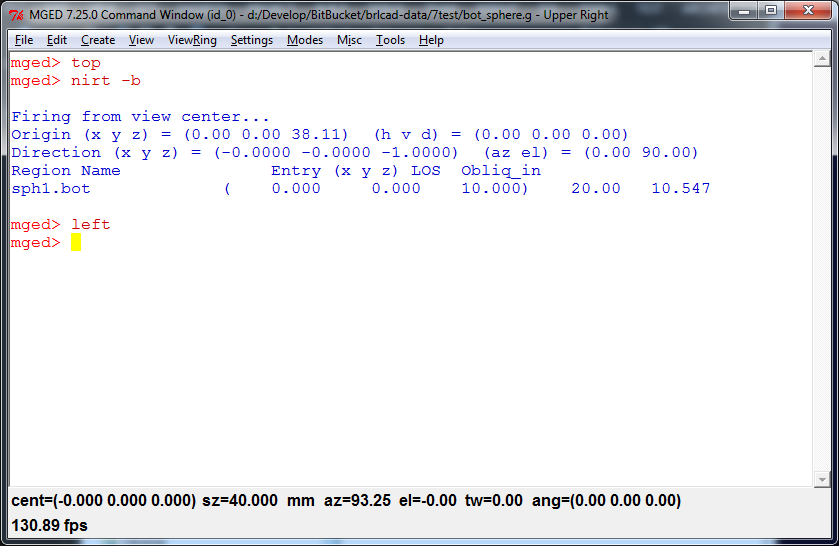 MGED 7.25.0 Command Window (id_0) - d:/Develop/BitBucket/brlcad-data/7test/bot_sphere.g - Upper Right
File Edit Create View ViewRing Settings Modes Misc Tools Help
mged> top
mged> nirt -b
Firing from view center...
Origin (x y z) = (0.00 0.00 38.11) (h v d) = (0.00 0.00 0.00)
Direction (x y z) = (-0.0000 -0.0000 -1.0000) (az el) = (0.00 90.00)
Region Name Entry (x y z) LOS Obliq_in
sph1.bot ( 0.000 0.000 10.000) 20.00 10.547
mged> left
mged>
cent=(-0.000 0.000 0.000) sz=40.000 mm az=93.25 el=-0.00 tw=0.00 ang=(0.00 0.00 0.00)
130.89 fps